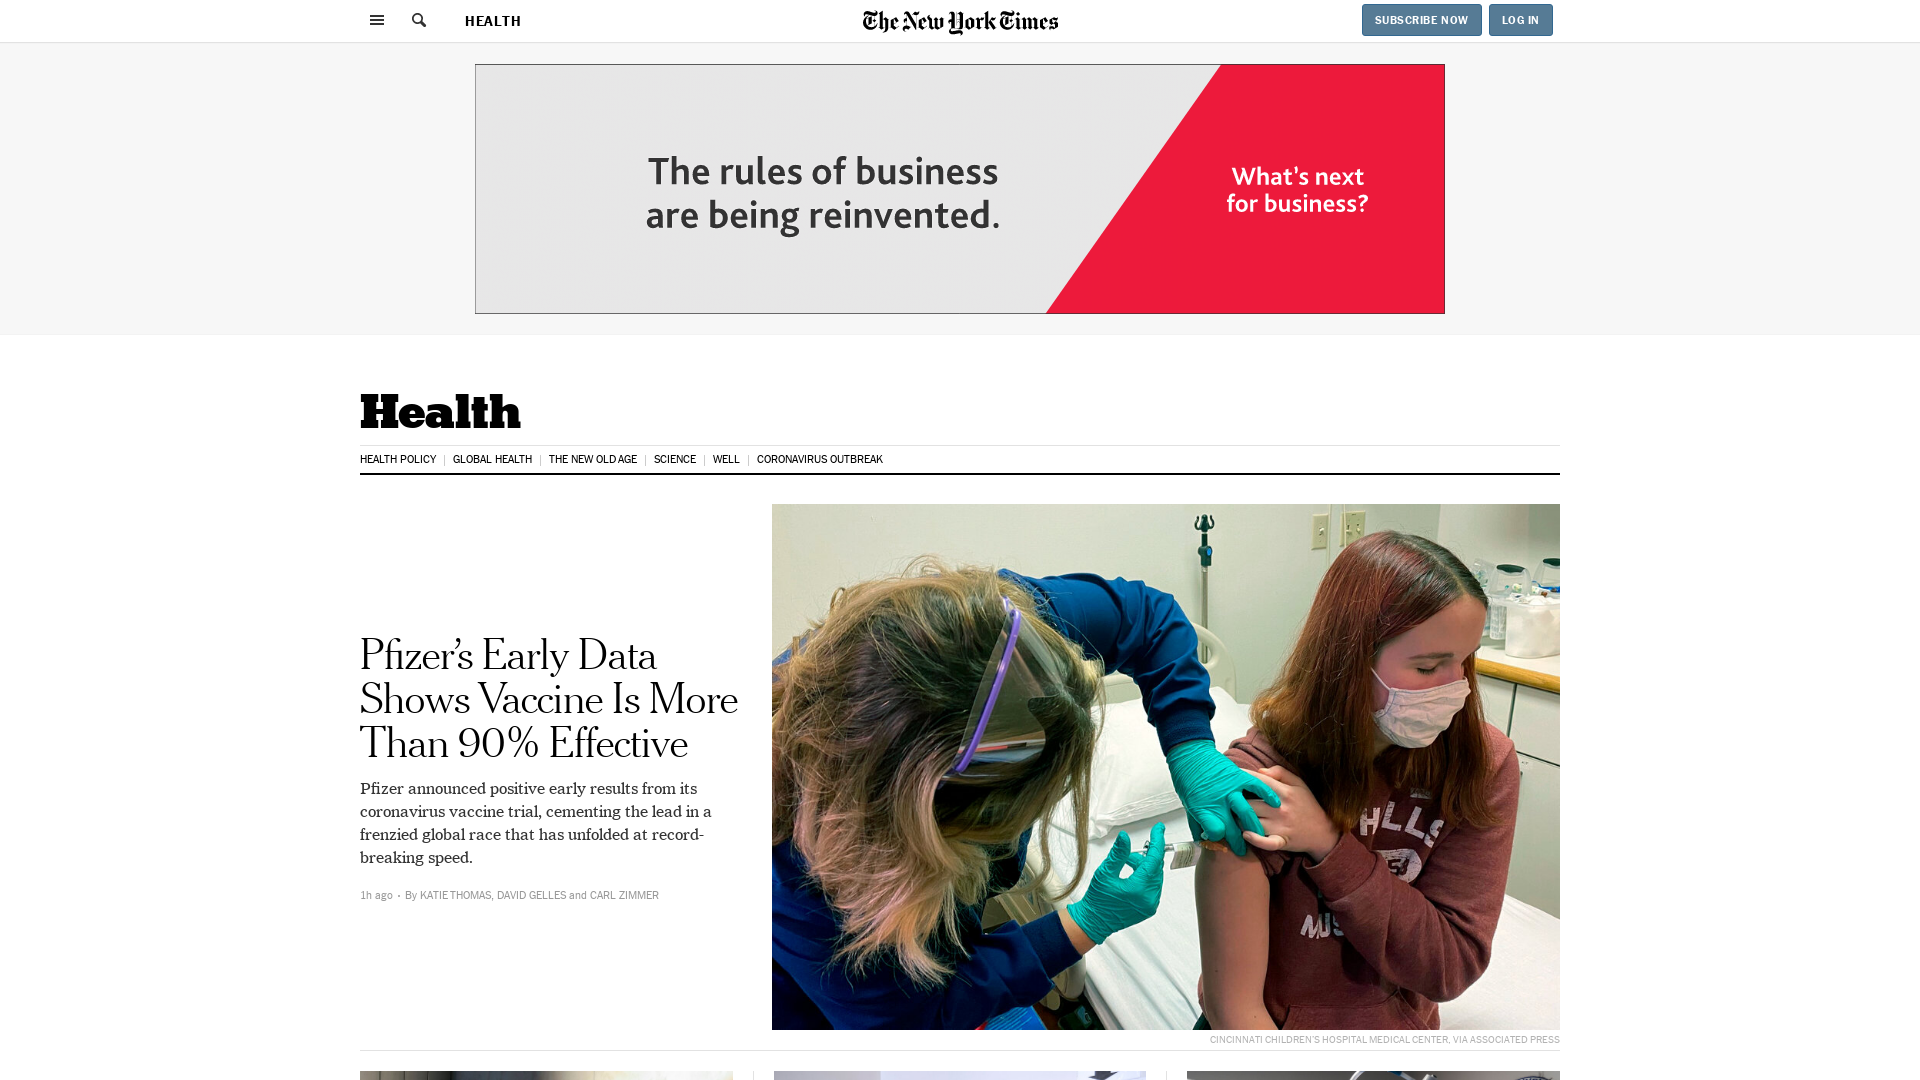 HEALTH
The New York Times
SUBSCRIBE NOW
LOG IN
The rules of business
are being reinvented.
What's next
for business?
Health
HEALTH POLICY
GLOBAL HEALTH
THE NEW OLD AGE
SCIENCE
WELL
CORONAVIRUS OUTBREAK
Pfizer's Early Data
Shows Vaccine Is More
Than 90% Effective
Pfizer announced positive early results from its
coronavirus vaccine trial, cementing the lead in a
frenzied global race that has unfolded at record-
breaking speed.
1h ago • By KATIE THOMAS, DAVID GELLES and CARL ZIMMER
CINCINNATI CHILDREN'S HOSPITAL MEDICAL CENTER, VIA ASSOCIATED PRESS